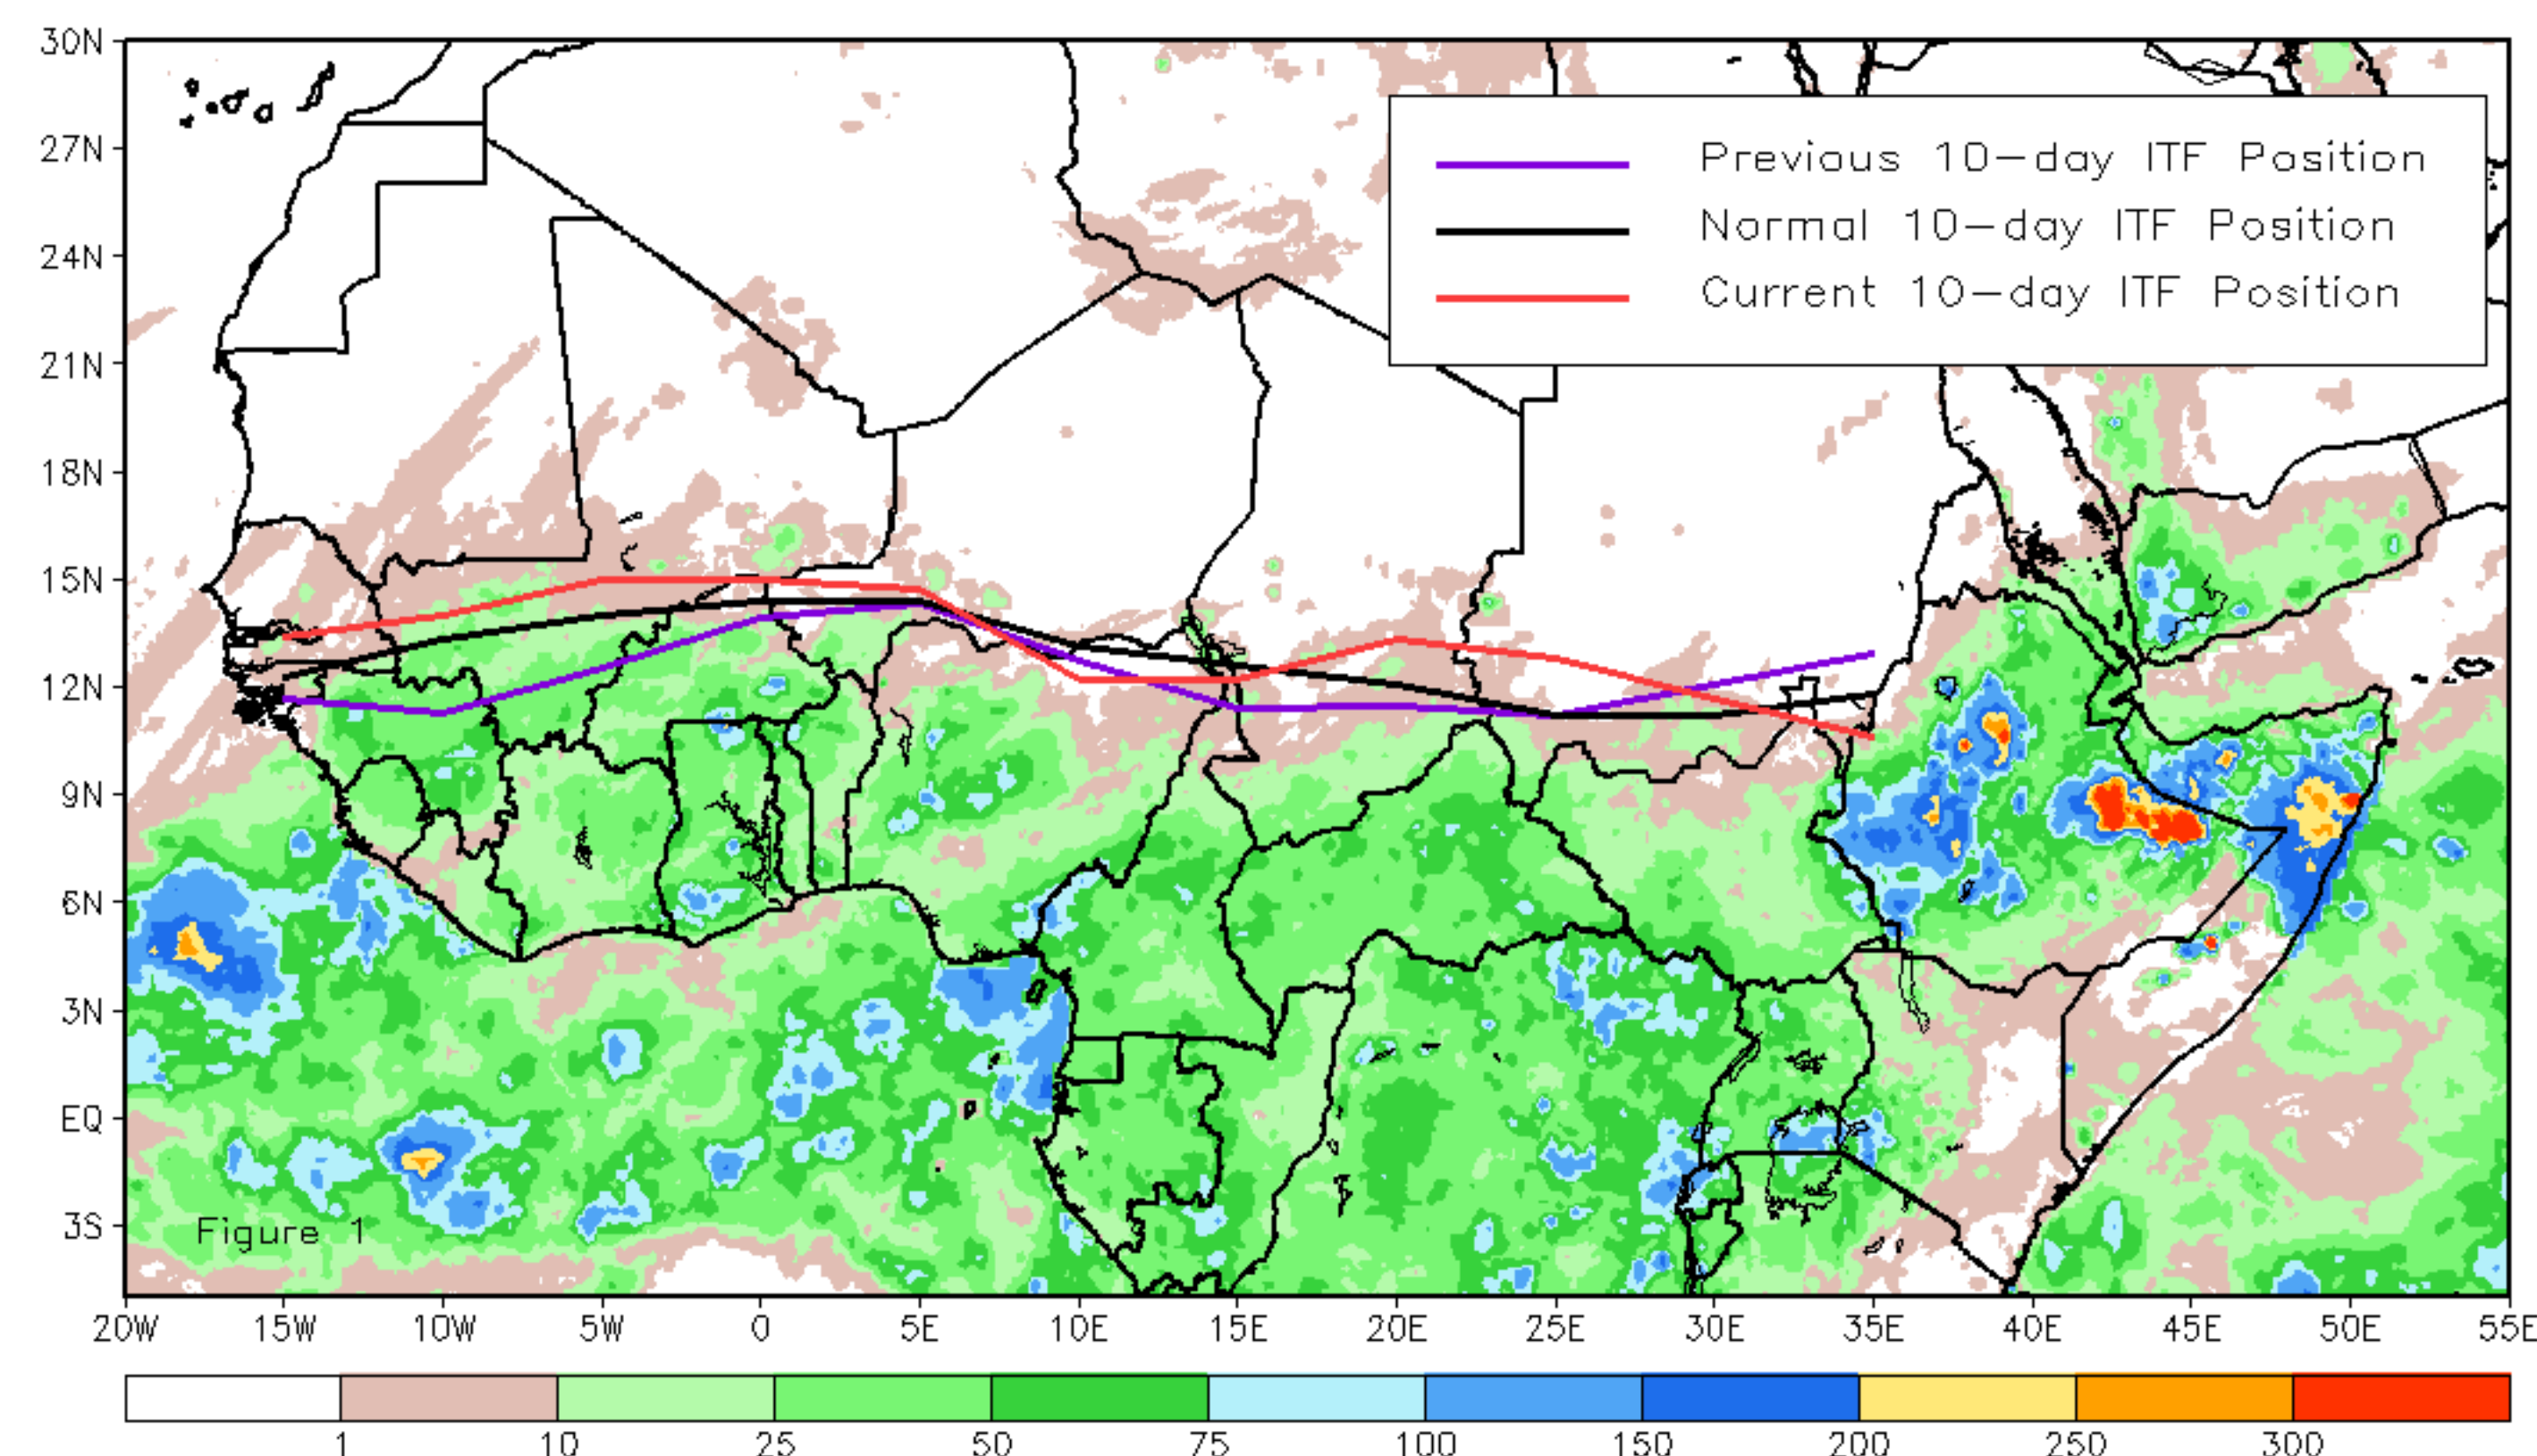 30N
27N
24N
21N
18N
15N
12N
9N
6N
3N
EQ
3S
Previous 10-day ITF Position
Normal 10-day ITF Position
Current 10-day ITF Position
Figure 1
20W 15W 10W 5W 0 5E 10E 15E 20E 25E 30E 35E 40E 45E 50E 55E
1 10 25 50 75 100 150 200 250 300